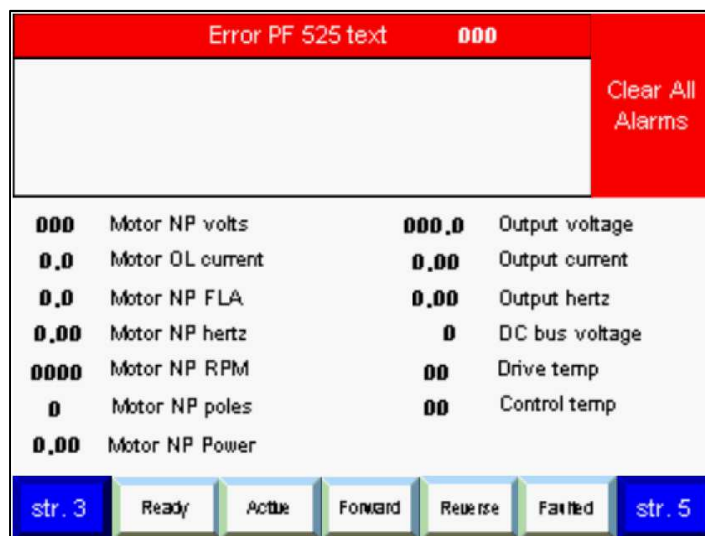 Error PF 525 text 000
Clear All
Alarms
000 Motor NP volts 000.0 Output voltage
0.0 Motor OL current 0.00 Output current
0.0 Motor NP FLA 0.00 Output hertz
0.00 Motor NP hertz 0 DC bus voltage
0000 Motor NP RPM 00 Drive temp
0 Motor NP poles 00 Control temp
0.00 Motor NP Power
str. 3 Ready Active Forward Reverse Faulted str. 5